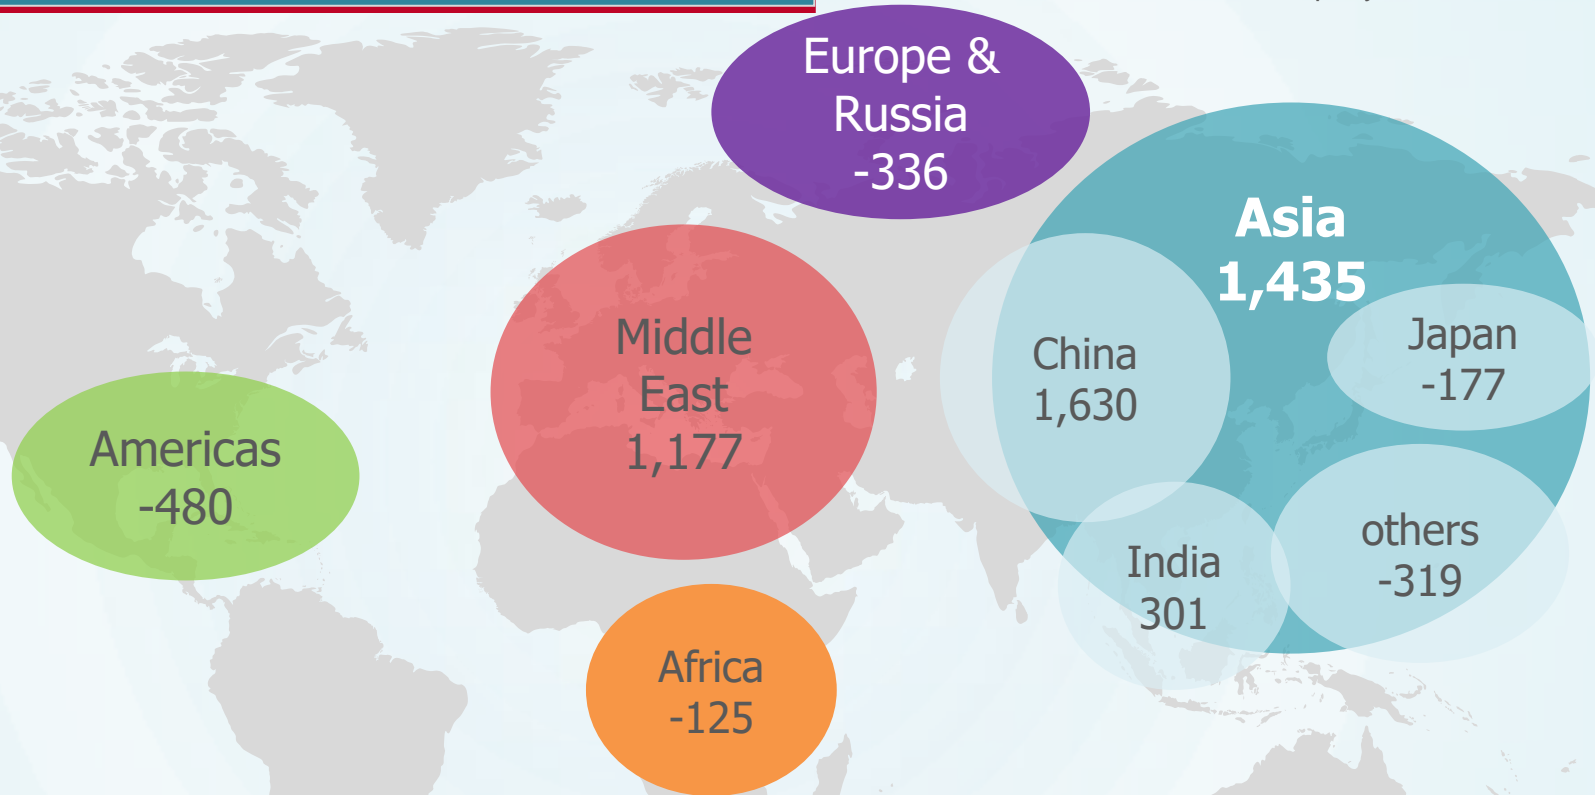 Europe &
Russia
-336
Asia
1,435
Middle
East
1,177
China
1,630
Japan
-177
Americas
-480
India
301
others
-319
Africa
-125